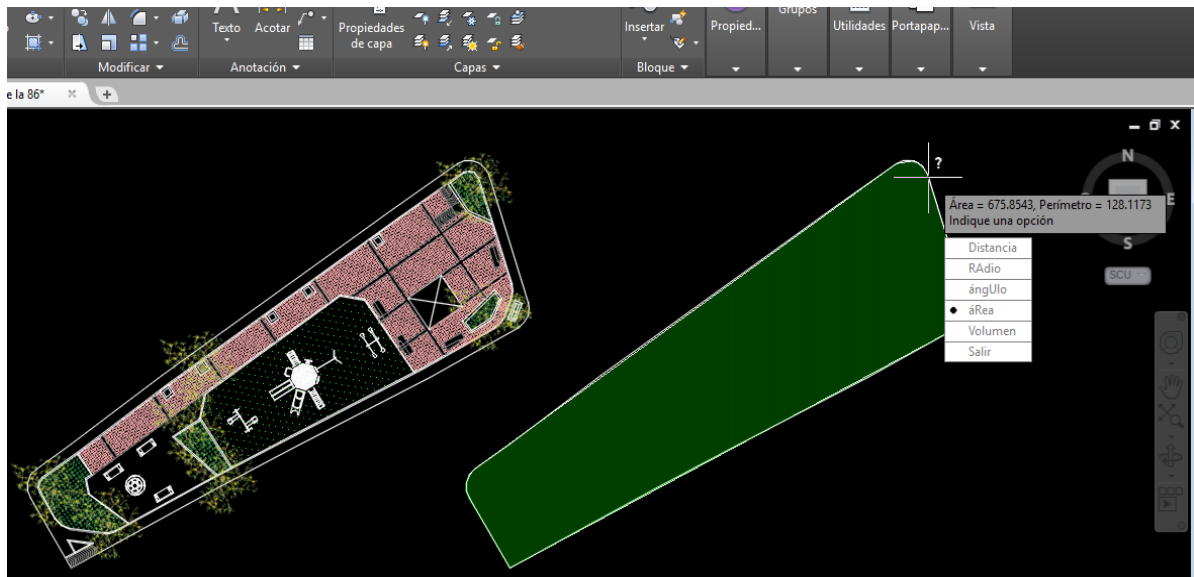 Texto
Acotar
Propiedades
de capa
Insertar
Propied...
Grupos
Utilidades
Portapap...
Vista
Modificar
Anotación
Capas
Bloque
e la 86*
N
E
S
SCU
?
Área = 675.8543, Perímetro = 128.1173
Indique una opción
Distancia
RAdio
ángUlo
áRea
Volumen
Salir